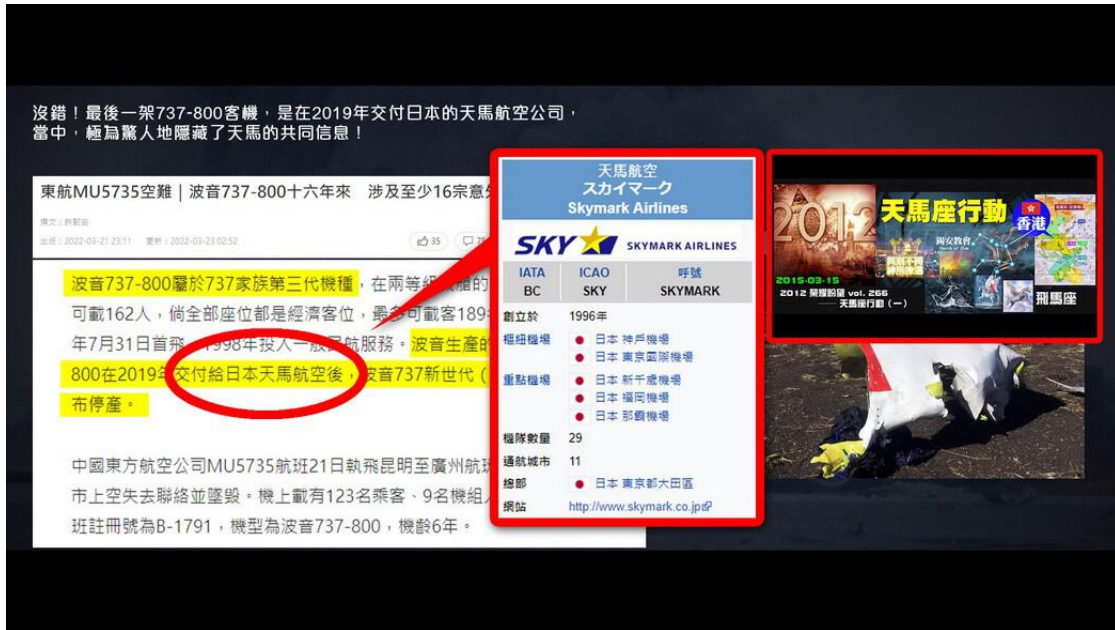 沒錯！最後一架737-800客機，是在2019年交付日本的天馬航空公司，
當中，極為驚人地隱藏了天馬的共同信息！
東航MU5735空難｜波音737-800十六年來 涉及至少16宗意外
撰文：許懿安
出版：2022-03-21 23:11 更新：2022-03-23 02:52
35
波音737-800屬於737家族第三代機種，在兩等級
可載162人，倘全部座位都是經濟客位，最多可載客189
年7月31日首飛，1998年投入一般民航服務。波音生產的
800在2019年交付給日本天馬航空後，波音737新世代（
布停產。
中國東方航空公司MU5735航班21日執飛昆明至廣州航班
市上空失去聯絡並墜毀。機上載有123名乘客、9名機組人
班註冊號為B-1791，機型為波音737-800，機齡6年。
天馬航空
スカイマーク
Skymark Airlines
SKY SKYMARK AIRLINES
IATA ICAO 呼號
BC SKY SKYMARK
創立於 1996年
樞紐機場 日本 神戶機場
日本 東京國際機場
重點機場 日本 新千歲機場
日本 福岡機場
日本 那霸機場
機隊數量 29
通航城市 11
總部 日本 東京都大田區
網站 http://www.skymark.co.jp
2012
天馬座行動
香港
錫安教會
2015-03-15
2012 榮耀盼望 vol. 266
── 天馬座行動（一）
飛馬座